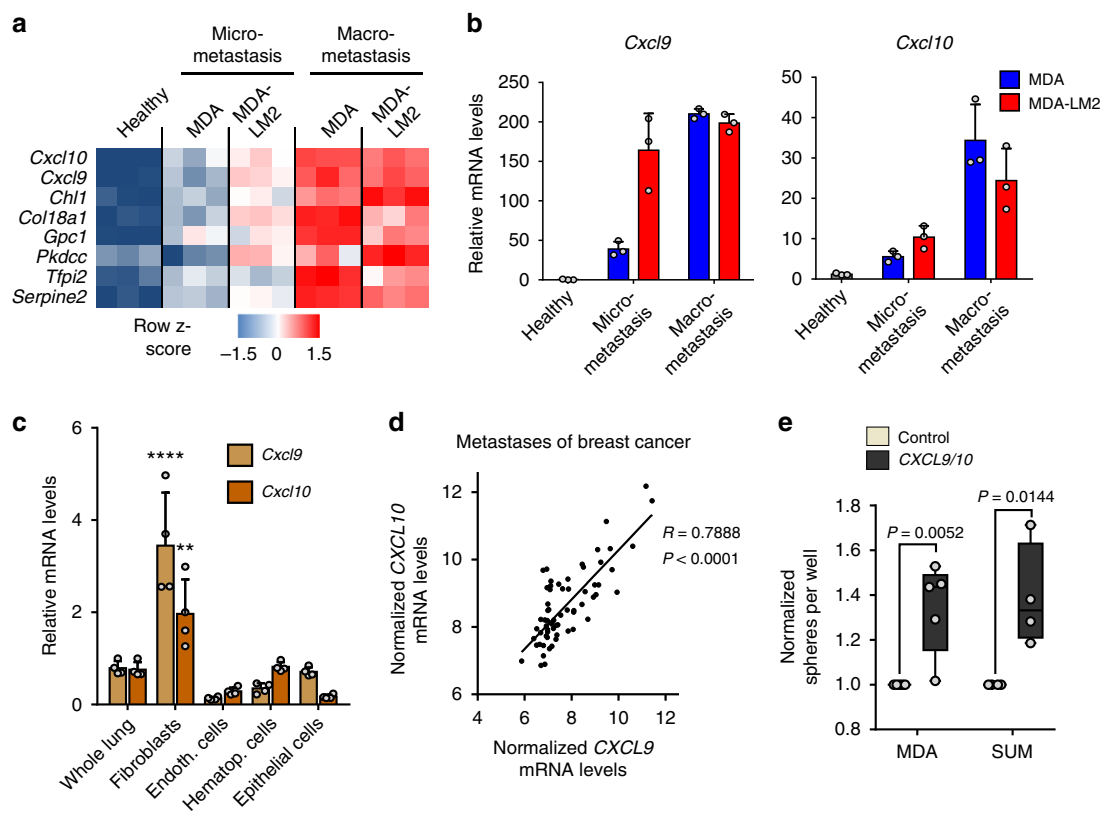 a
Micro-
metastasis
Macro-
metastasis
Healthy
MDA
MDA-
LM2
MDA
MDA-
LM2
Cxcl10
Cxcl9
Chl1
Col18a1
Gpc1
Pkdcc
Tfpi2
Serpine2
Row z-
score
−1.5 0 1.5
b
Cxcl9
Relative mRNA levels
250
200
150
100
50
0
Healthy
Micro-
metastasis
Macro-
metastasis
Cxcl10
50
40
30
20
10
0
Healthy
Micro-
metastasis
Macro-
metastasis
MDA
MDA-LM2
c
Relative mRNA levels
6
4
2
0
****
**
Cxcl9
Cxcl10
Whole lung
Fibroblasts
Endoth. cells
Hematop. cells
Epithelial cells
d
Metastases of breast cancer
Normalized CXCL10
mRNA levels
12
10
8
6
4 6 8 10 12
R = 0.7888
P < 0.0001
Normalized CXCL9
mRNA levels
e
Control
CXCL9/10
Normalized
spheres per well
1.8
1.6
1.4
1.2
1.0
0.8
P = 0.0052
P = 0.0144
MDA
SUM